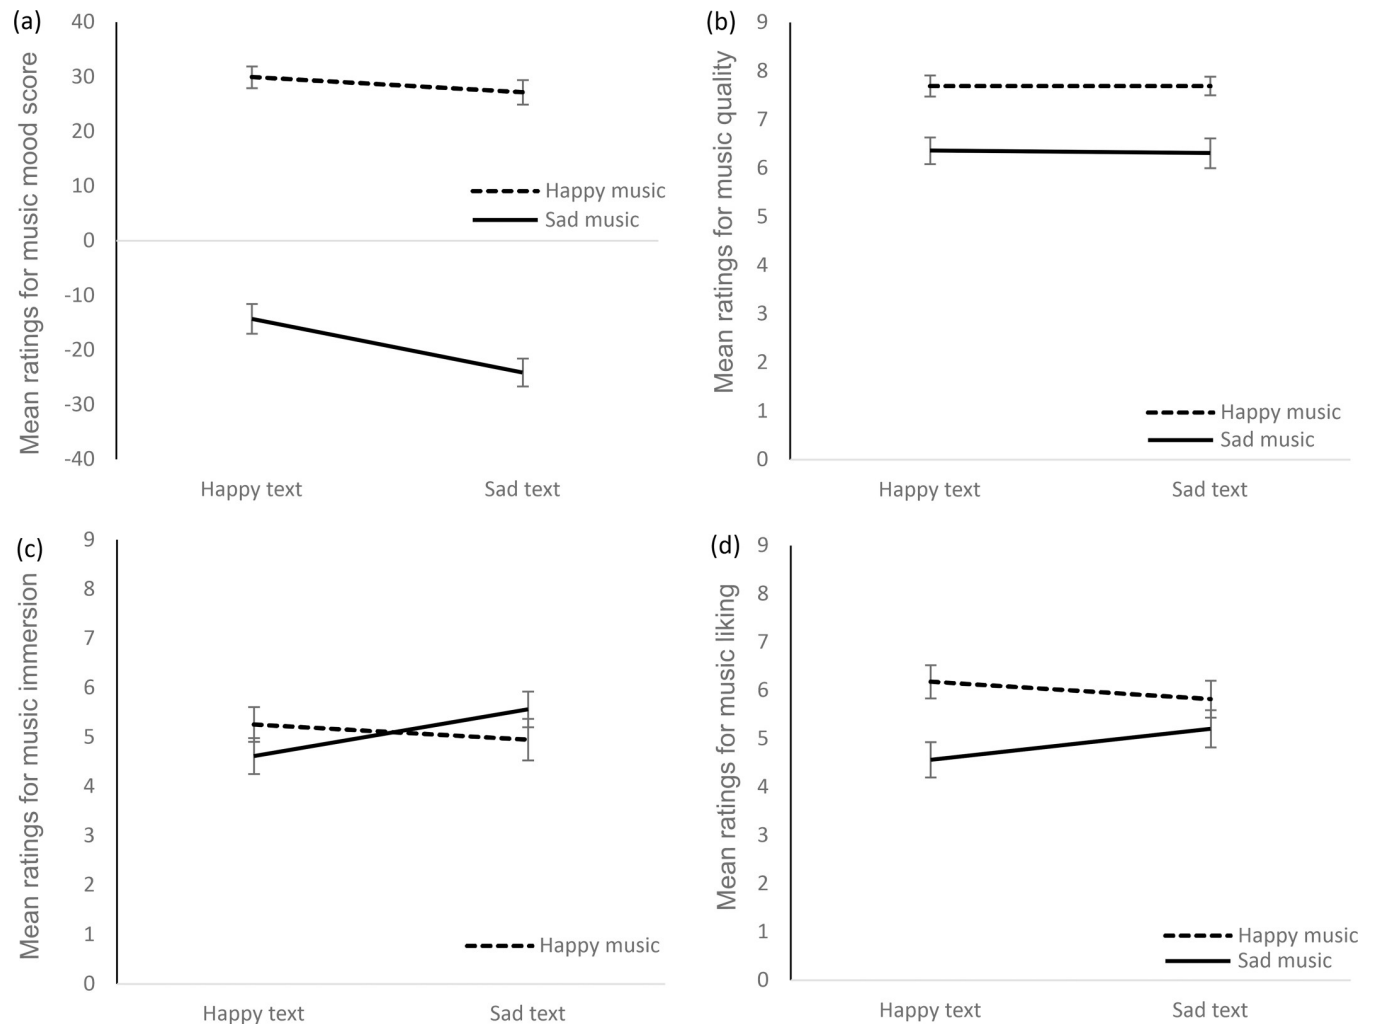 (a)
Mean ratings for music mood score
40
30
20
10
0
-10
-20
-30
-40
Happy music
Sad music
Happy text
Sad text
(b)
Mean ratings for music quality
9
8
7
6
5
4
3
2
1
0
Happy music
Sad music
Happy text
Sad text
(c)
Mean ratings for music immersion
9
8
7
6
5
4
3
2
1
0
Happy music
Happy text
Sad text
(d)
Mean ratings for music liking
9
8
7
6
5
4
3
2
1
0
Happy music
Sad music
Happy text
Sad text